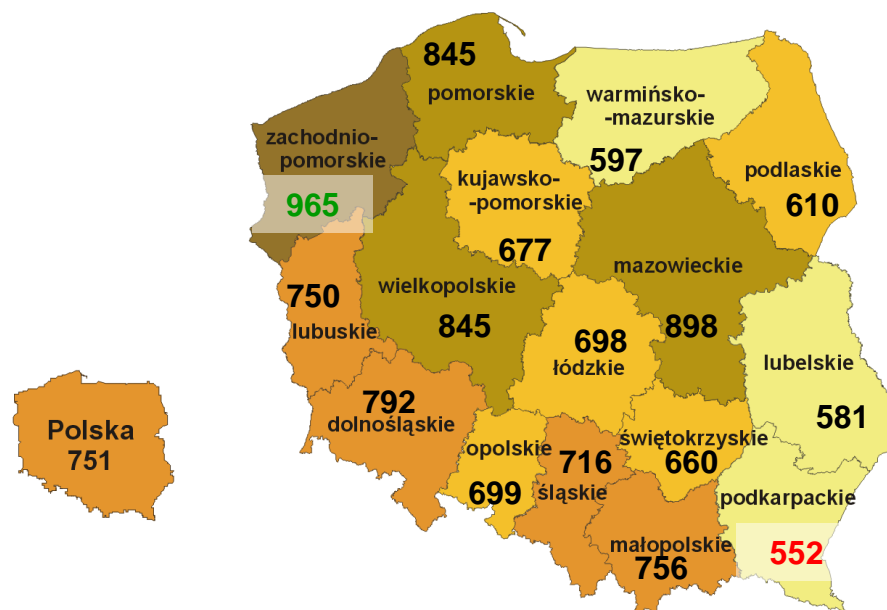 845
pomorskie
warmińsko-
-mazurskie
597
zachodnio-
pomorskie
965
podlaskie
610
kujawsko-
-pomorskie
677
mazowieckie
898
750
lubuskie
wielkopolskie
845
698
łódzkie
lubelskie
581
792
dolnośląskie
Polska
751
opolskie
699
716
śląskie
świętokrzyskie
660
podkarpackie
552
małopolskie
756